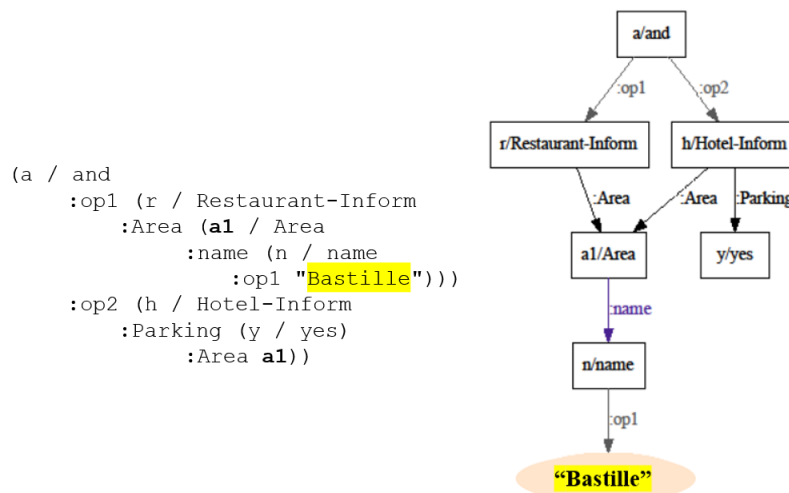 (a / and
:op1 (r / Restaurant-Inform
:Area (a1 / Area
:name (n / name
:op1 "Bastille")))
:op2 (h / Hotel-Inform
:Parking (y / yes)
:Area a1))
a/and
:op1 :op2
r/Restaurant-Inform h/Hotel-Inform
:Area :Area :Parking
a1/Area y/yes
:name
n/name
:op1
“Bastille”